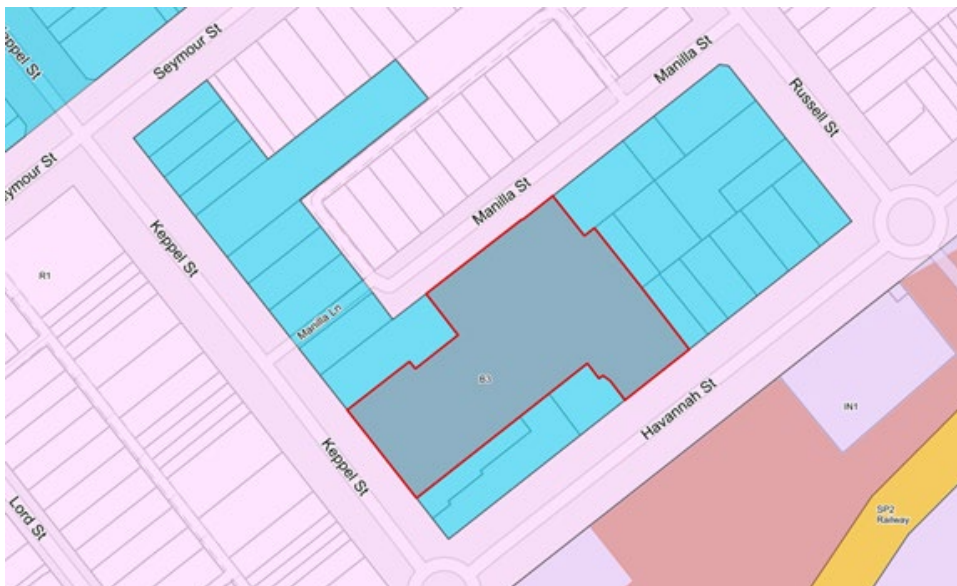 Keppel St
Seymour St
Manilla St
Russell St
Seymour St
Manilla St
Keppel St
R1
Manilla Ln
B3
Havannah St
IN1
Keppel St
Lord St
SP2
Railway